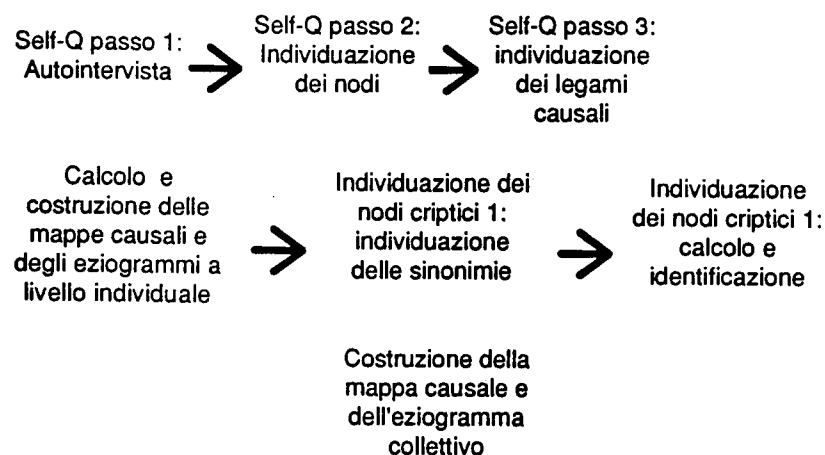 Self-Q passo 1:
Autointervista
Self-Q passo 2:
Individuazione
dei nodi
Self-Q passo 3:
individuazione
dei legami
causali
Calcolo e
costruzione delle
mappe causali e
degli eziogrammi a
livello individuale
Individuazione dei
nodi criptici 1:
individuazione
delle sinonimie
Individuazione
dei nodi criptici 1:
calcolo e
identificazione
Costruzione della
mappa causale e
dell'eziogramma
collettivo